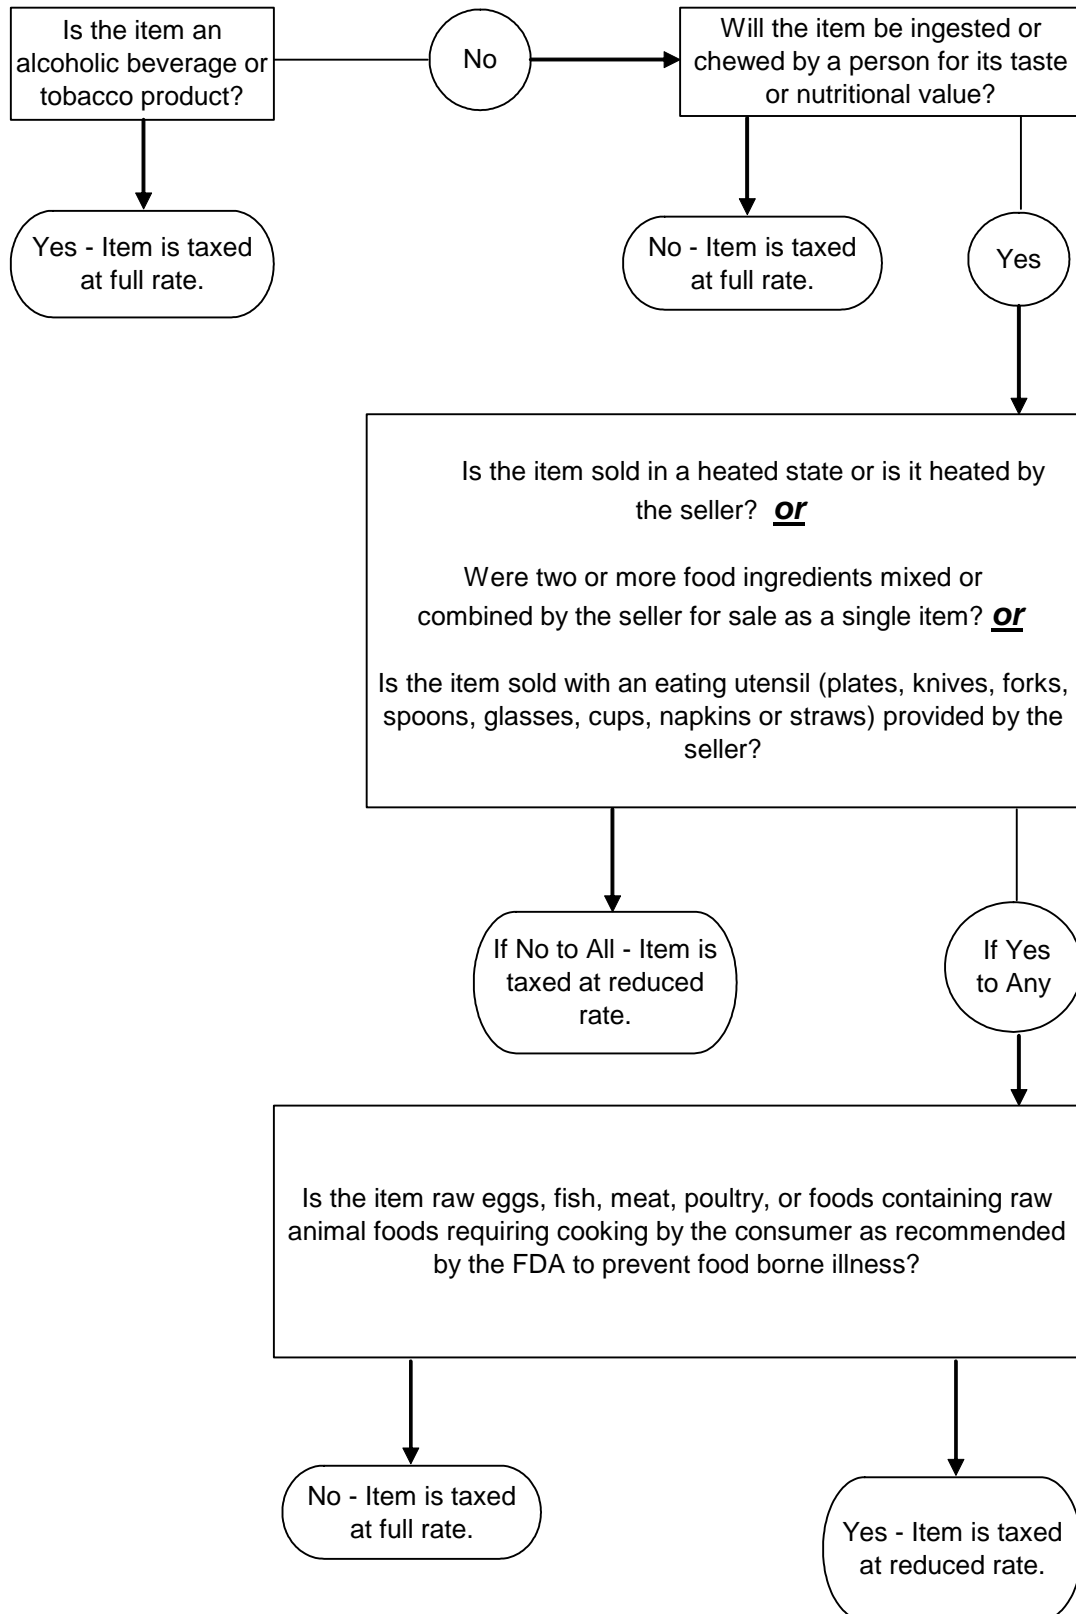 Is the item an
alcoholic beverage or
tobacco product?
No
Will the item be ingested or
chewed by a person for its taste
or nutritional value?
Yes - Item is taxed
at full rate.
No - Item is taxed
at full rate.
Yes
Is the item sold in a heated state or is it heated by
the seller? or
Were two or more food ingredients mixed or
combined by the seller for sale as a single item? or
Is the item sold with an eating utensil (plates, knives, forks,
spoons, glasses, cups, napkins or straws) provided by the
seller?
If No to All - Item is
taxed at reduced
rate.
If Yes
to Any
Is the item raw eggs, fish, meat, poultry, or foods containing raw
animal foods requiring cooking by the consumer as recommended
by the FDA to prevent food borne illness?
No - Item is taxed
at full rate.
Yes - Item is taxed
at reduced rate.